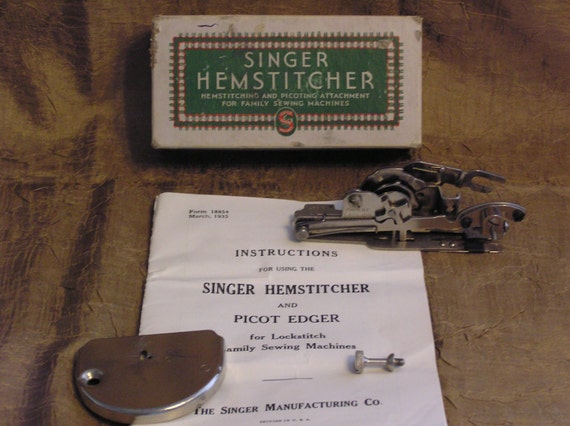 SINGER
HEMSTITCHER
HEMSTITCHING AND PICOTING ATTACHMENT
FOR FAMILY SEWING MACHINES
S
Form 18654
March, 1935
INSTRUCTIONS
FOR USING THE
SINGER HEMSTITCHER
AND
PICOT EDGER
for Lockstitch
Family Sewing Machines
THE SINGER MANUFACTURING CO.